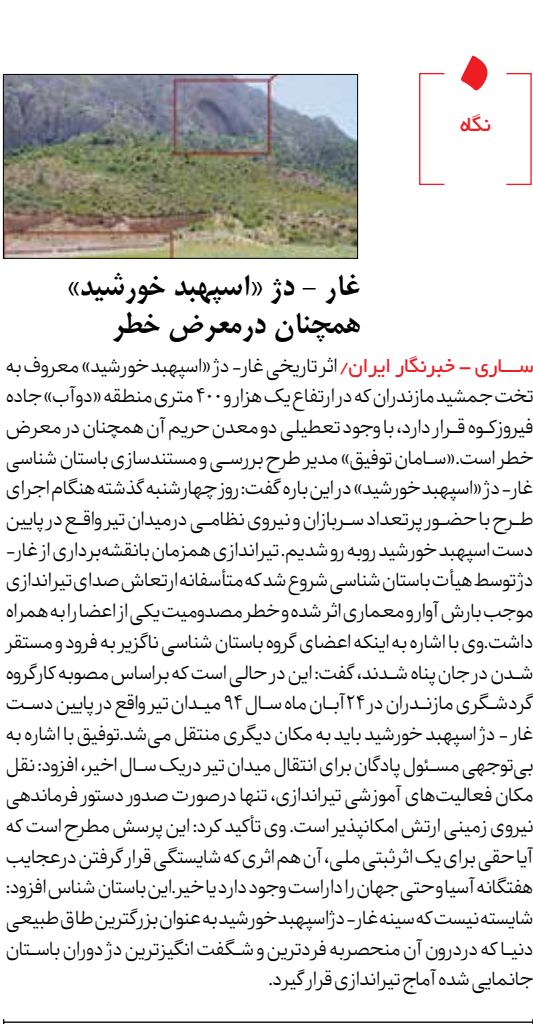 نگاه
غار - دژ «اسپهبد خورشید»
همچنان درمعرض خطر
ســاری – خبرنگار ایران/ اثر تاریخی غار- دژ «اسپهبد خورشید» معروف به
تخت جمشید مازندران که در ارتفاع یک هزار و ۴۰۰ متری منطقه «دوآب» جاده
فیروزکوه قرار دارد، با وجود تعطیلی دو معدن حریم آن همچنان در معرض
خطر است.«سامان توفیق» مدیر طرح بررسی و مستندسازی باستان شناسی
غار- دژ «اسپهبد خورشید» در این باره گفت: روز چهارشنبه گذشته هنگام اجرای
طرح با حضور پرتعداد سربازان و نیروی نظامی درمیدان تیر واقع در پایین
دست اسپهبد خورشید روبه رو شدیم. تیراندازی همزمان با نقشه‌برداری از غار-
دژ توسط هیأت باستان شناسی شروع شد که متأسفانه ارتعاش صدای تیراندازی
موجب بارش آوار و معماری اثر شده و خطر مصدومیت یکی از اعضا را به همراه
داشت.وی با اشاره به اینکه اعضای گروه باستان شناسی ناگزیر به فرود و مستقر
شدن در جان پناه شدند، گفت: این در حالی است که براساس مصوبه کارگروه
گردشگری مازندران در ۲۴ آبان ماه سال ۹۴ میدان تیر واقع در پایین دست
غار - دژ اسپهبد خورشید باید به مکان دیگری منتقل می‌شد.توفیق با اشاره به
بی‌توجهی مسئول پادگان برای انتقال میدان تیر دریک سال اخیر، افزود: نقل
مکان فعالیت‌های آموزشی تیراندازی، تنها درصورت صدور دستور فرماندهی
نیروی زمینی ارتش امکانپذیر است. وی تأکید کرد: این پرسش مطرح است که
آیا حقی برای یک اثر ثبتی ملی، آن هم اثری که شایستگی قرار گرفتن درعجایب
هفتگانه آسیا و حتی جهان را داراست وجود دارد یا خیر.این باستان شناس افزود:
شایسته نیست که سینه غار- دژاسپهبد خورشید به عنوان بزرگترین طاق طبیعی
دنیا که دردرون آن منحصربه فردترین و شگفت انگیزترین دژ دوران باستان
جانمایی شده آماج تیراندازی قرار گیرد.